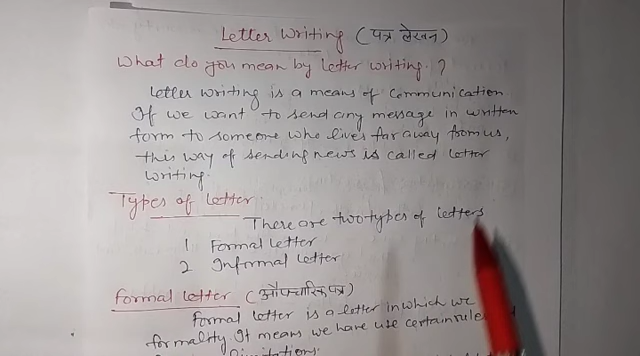 Letter Writing (पत्र लेखन)
What do you mean by letter writing. ?
Letter writing is a means of communication
If we want to send any message in written
form to someone who lives far away from us,
this way of sending news is called letter
writing.
Types of letter
There are two types of letters
1 Formal letter
2 Informal letter
Formal letter (औपचारिक पत्र)
Formal letter is a letter in which we
formality. It means we have use certain rule